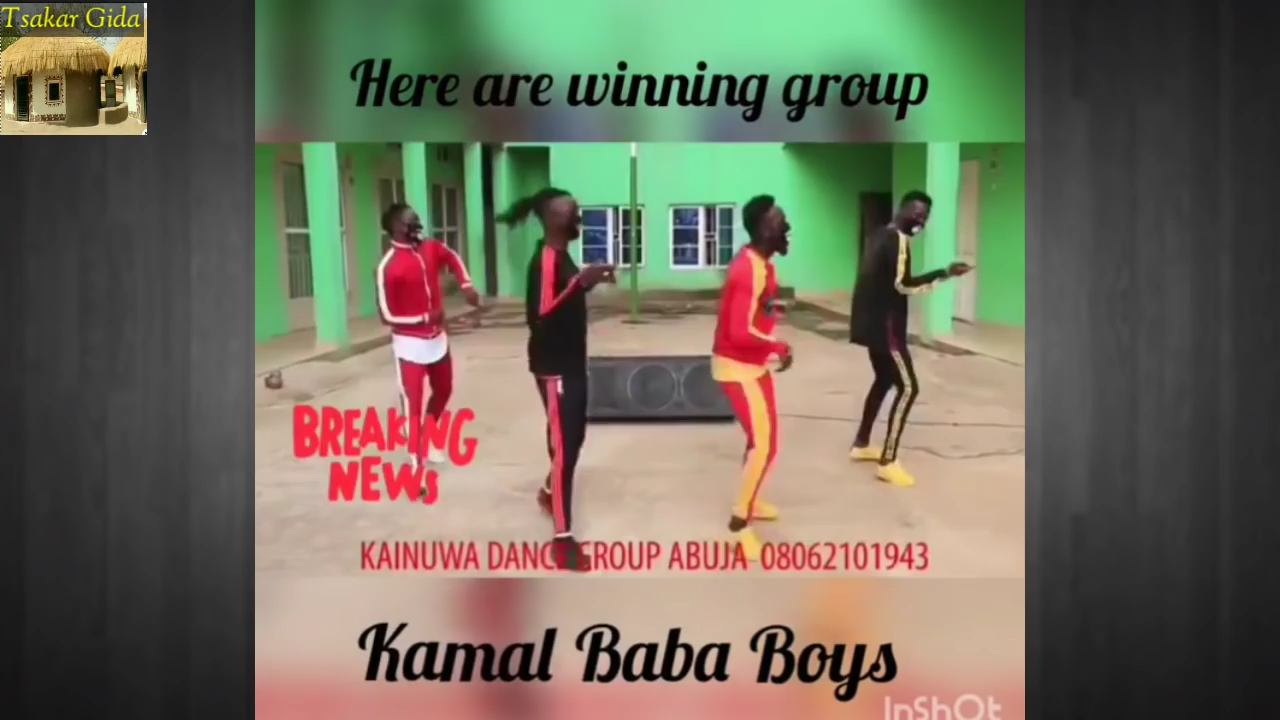 Tsakar Gida
Here are winning group
BREAKING
NEWS
KAINUWA DANCE GROUP ABUJA 08062101943
Kamal Baba Boys
InShOt